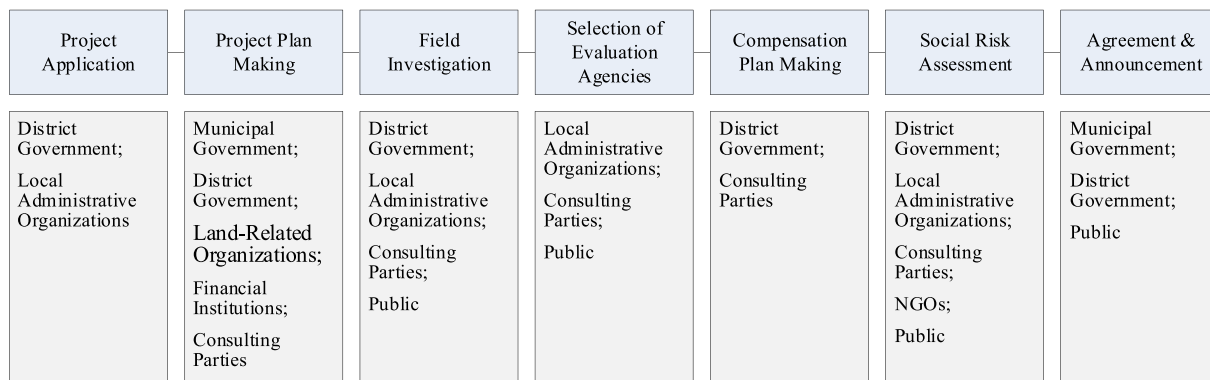 Project
Application
Project Plan
Making
Field
Investigation
Selection of
Evaluation
Agencies
Compensation
Plan Making
Social Risk
Assessment
Agreement &
Announcement
District
Government;
Local
Administrative
Organizations
Municipal
Government;
District
Government;
Land-Related
Organizations;
Financial
Institutions;
Consulting
Parties
District
Government;
Local
Administrative
Organizations;
Consulting
Parties;
Public
Local
Administrative
Organizations;
Consulting
Parties;
Public
District
Government;
Consulting
Parties
District
Government;
Local
Administrative
Organizations;
Consulting
Parties;
NGOs;
Public
Municipal
Government;
District
Government;
Public